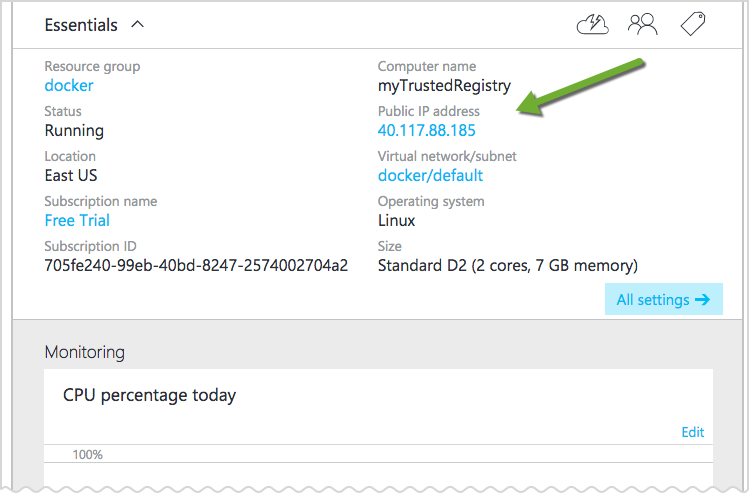 Essentials
Resource group
docker
Status
Running
Location
East US
Subscription name
Free Trial
Subscription ID
705fe240-99eb-40bd-8247-2574002704a2
Computer name
myTrustedRegistry
Public IP address
40.117.88.185
Virtual network/subnet
docker/default
Operating system
Linux
Size
Standard D2 (2 cores, 7 GB memory)
All settings →
Monitoring
CPU percentage today
Edit
100%